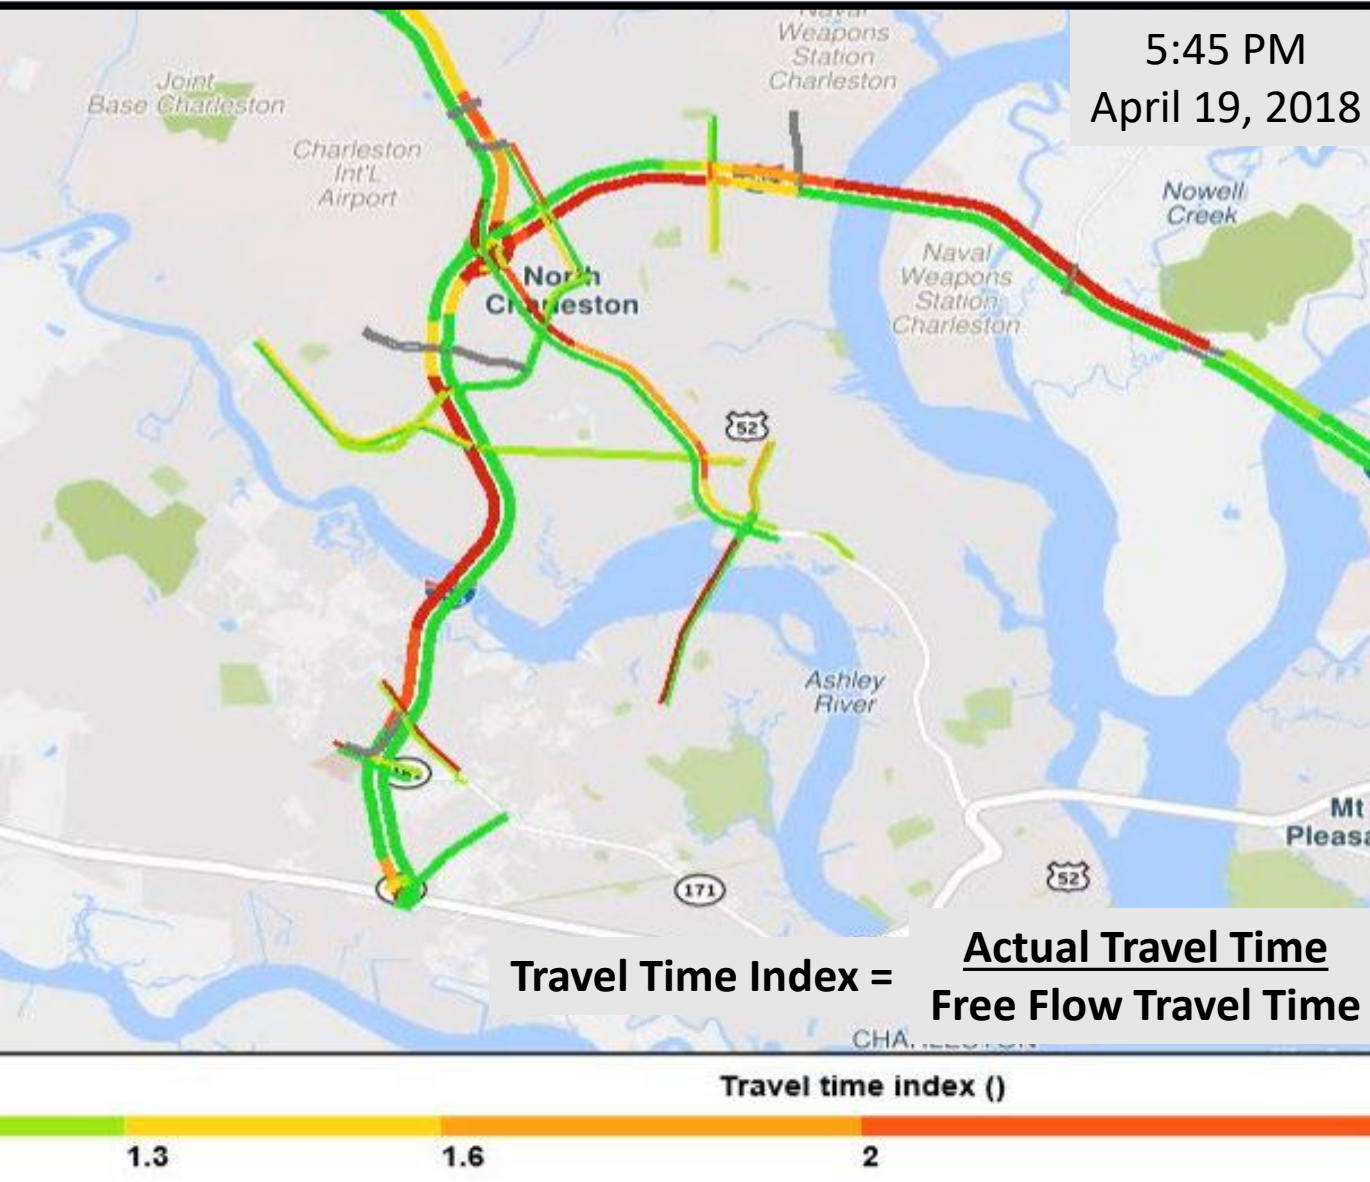 Naval
Weapons
Station
Charleston
5:45 PM
April 19, 2018
Joint
Base Charleston
Charleston
Int'L
Airport
Nowell
Creek
Naval
Weapons
Station
Charleston
North
Charleston
52
Ashley
River
Mt
Pleasa
52
171
Travel Time Index =
Actual Travel Time
Free Flow Travel Time
Travel time index ()
1.3
1.6
2